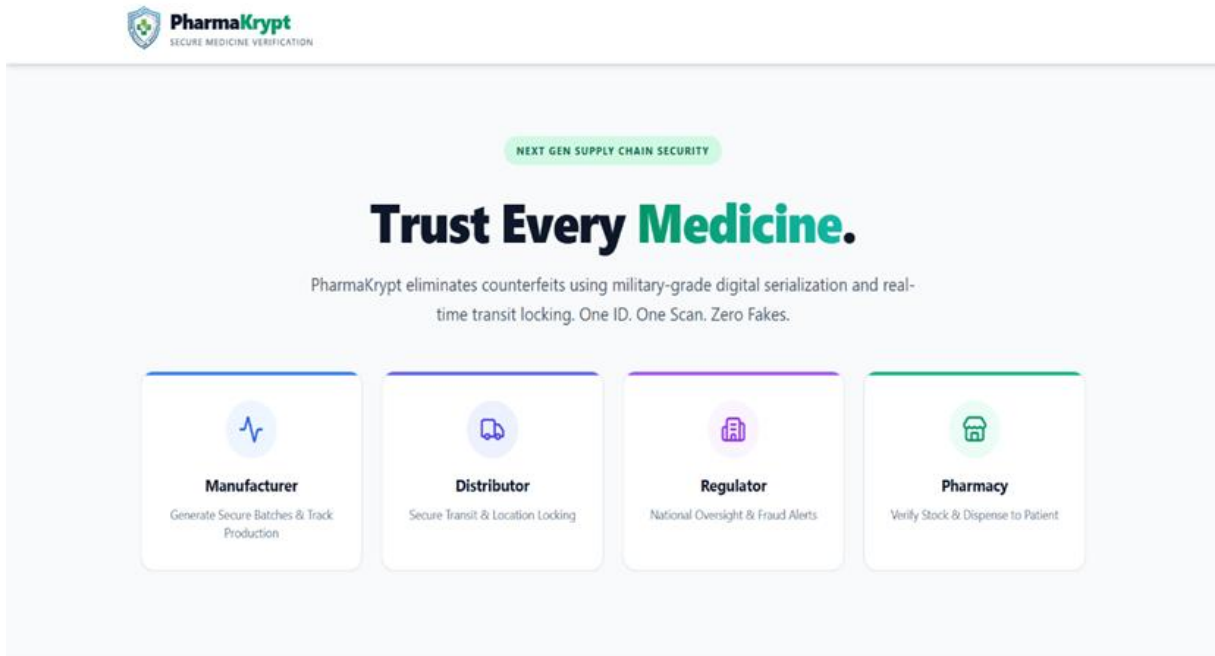 PharmaKrypt
SECURE MEDICINE VERIFICATION
NEXT GEN SUPPLY CHAIN SECURITY
Trust Every Medicine.
PharmaKrypt eliminates counterfeits using military-grade digital serialization and real-
time transit locking. One ID. One Scan. Zero Fakes.
Manufacturer
Generate Secure Batches & Track
Production
Distributor
Secure Transit & Location Locking
Regulator
National Oversight & Fraud Alerts
Pharmacy
Verify Stock & Dispense to Patient